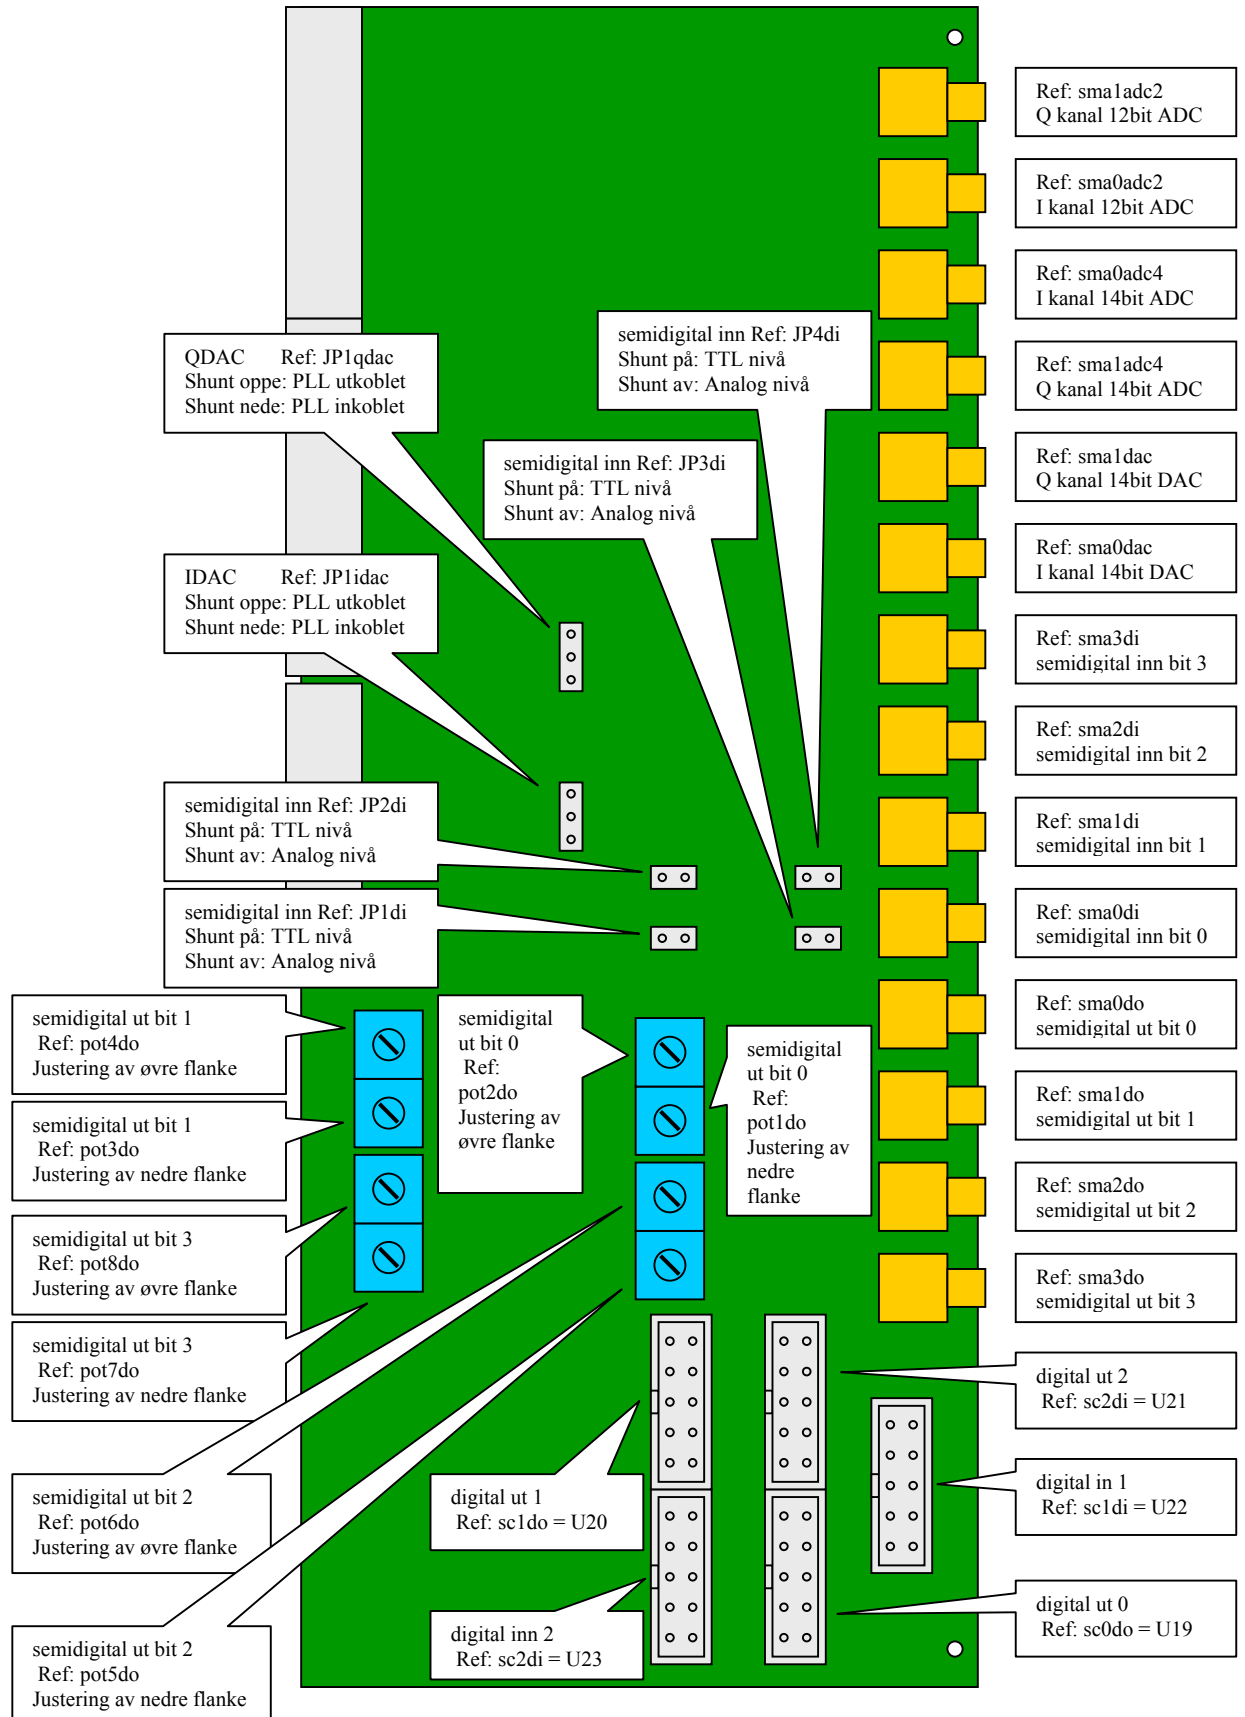 Ref: sma1adc2
Q kanal 12bit ADC
Ref: sma0adc2
I kanal 12bit ADC
Ref: sma0adc4
I kanal 14bit ADC
Ref: sma1adc4
Q kanal 14bit ADC
Ref: sma1dac
Q kanal 14bit DAC
Ref: sma0dac
I kanal 14bit DAC
Ref: sma3di
semidigital inn bit 3
Ref: sma2di
semidigital inn bit 2
Ref: sma1di
semidigital inn bit 1
Ref: sma0di
semidigital inn bit 0
Ref: sma0do
semidigital ut bit 0
Ref: sma1do
semidigital ut bit 1
Ref: sma2do
semidigital ut bit 2
Ref: sma3do
semidigital ut bit 3
QDAC Ref: JP1qdac
Shunt oppe: PLL utkoblet
Shunt nede: PLL inkoblet
semidigital inn Ref: JP4di
Shunt på: TTL nivå
Shunt av: Analog nivå
semidigital inn Ref: JP3di
Shunt på: TTL nivå
Shunt av: Analog nivå
IDAC Ref: JP1idac
Shunt oppe: PLL utkoblet
Shunt nede: PLL inkoblet
semidigital inn Ref: JP2di
Shunt på: TTL nivå
Shunt av: Analog nivå
semidigital inn Ref: JP1di
Shunt på: TTL nivå
Shunt av: Analog nivå
semidigital ut bit 1
Ref: pot4do
Justering av øvre flanke
semidigital ut bit 1
Ref: pot3do
Justering av nedre flanke
semidigital ut bit 3
Ref: pot8do
Justering av øvre flanke
semidigital ut bit 3
Ref: pot7do
Justering av nedre flanke
semidigital ut bit 2
Ref: pot6do
Justering av øvre flanke
semidigital ut bit 2
Ref: pot5do
Justering av nedre flanke
semidigital
ut bit 0
Ref:
pot2do
Justering av
øvre flanke
semidigital
ut bit 0
Ref:
pot1do
Justering av
nedre
flanke
digital ut 1
Ref: sc1do = U20
digital inn 2
Ref: sc2di = U23
digital ut 2
Ref: sc2di = U21
digital in 1
Ref: sc1di = U22
digital ut 0
Ref: sc0do = U19